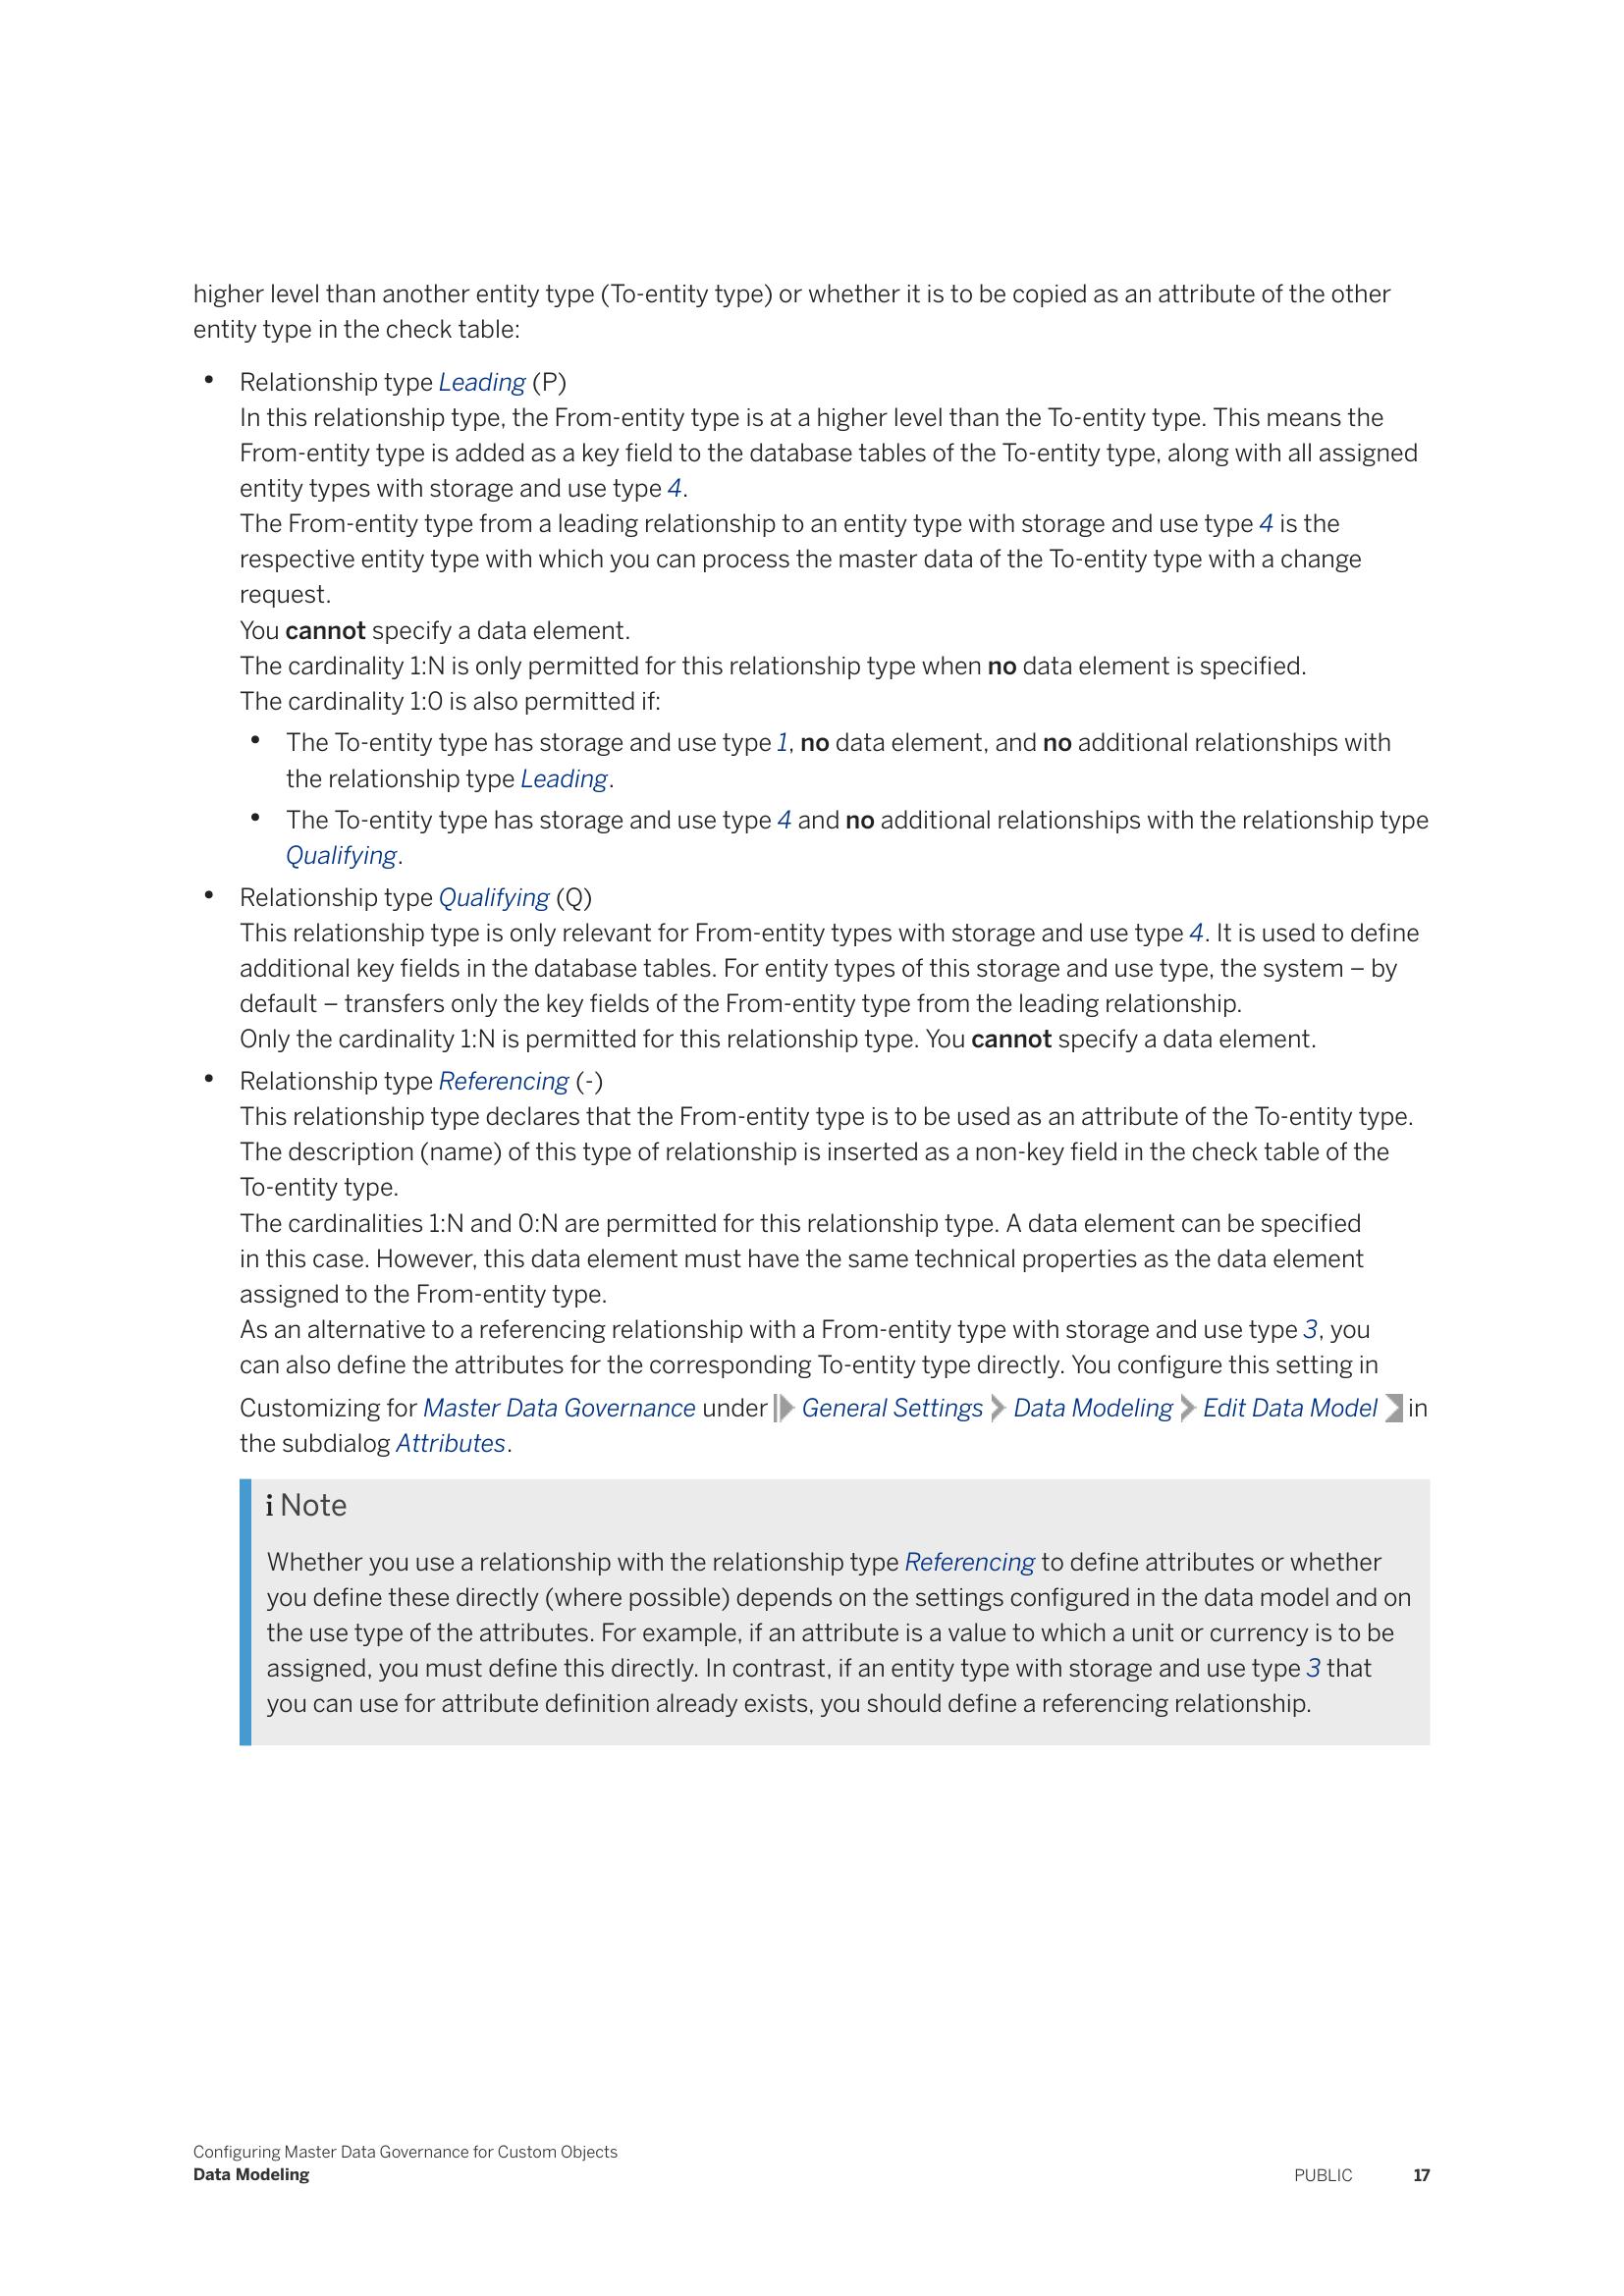 higher level than another entity type (To-entity type) or whether it is to be copied as an attribute of the other
entity type in the check table:
• Relationship type Leading (P)
In this relationship type, the From-entity type is at a higher level than the To-entity type. This means the
From-entity type is added as a key field to the database tables of the To-entity type, along with all assigned
entity types with storage and use type 4.
The From-entity type from a leading relationship to an entity type with storage and use type 4 is the
respective entity type with which you can process the master data of the To-entity type with a change
request.
You cannot specify a data element.
The cardinality 1:N is only permitted for this relationship type when no data element is specified.
The cardinality 1:0 is also permitted if:
• The To-entity type has storage and use type 1, no data element, and no additional relationships with
the relationship type Leading.
• The To-entity type has storage and use type 4 and no additional relationships with the relationship type
Qualifying.
• Relationship type Qualifying (Q)
This relationship type is only relevant for From-entity types with storage and use type 4. It is used to define
additional key fields in the database tables. For entity types of this storage and use type, the system – by
default – transfers only the key fields of the From-entity type from the leading relationship.
Only the cardinality 1:N is permitted for this relationship type. You cannot specify a data element.
• Relationship type Referencing (-)
This relationship type declares that the From-entity type is to be used as an attribute of the To-entity type.
The description (name) of this type of relationship is inserted as a non-key field in the check table of the
To-entity type.
The cardinalities 1:N and 0:N are permitted for this relationship type. A data element can be specified
in this case. However, this data element must have the same technical properties as the data element
assigned to the From-entity type.
As an alternative to a referencing relationship with a From-entity type with storage and use type 3, you
can also define the attributes for the corresponding To-entity type directly. You configure this setting in
Customizing for Master Data Governance under General Settings Data Modeling Edit Data Model in
the subdialog Attributes.
i Note
Whether you use a relationship with the relationship type Referencing to define attributes or whether
you define these directly (where possible) depends on the settings configured in the data model and on
the use type of the attributes. For example, if an attribute is a value to which a unit or currency is to be
assigned, you must define this directly. In contrast, if an entity type with storage and use type 3 that
you can use for attribute definition already exists, you should define a referencing relationship.
Configuring Master Data Governance for Custom Objects
Data Modeling
PUBLIC 17